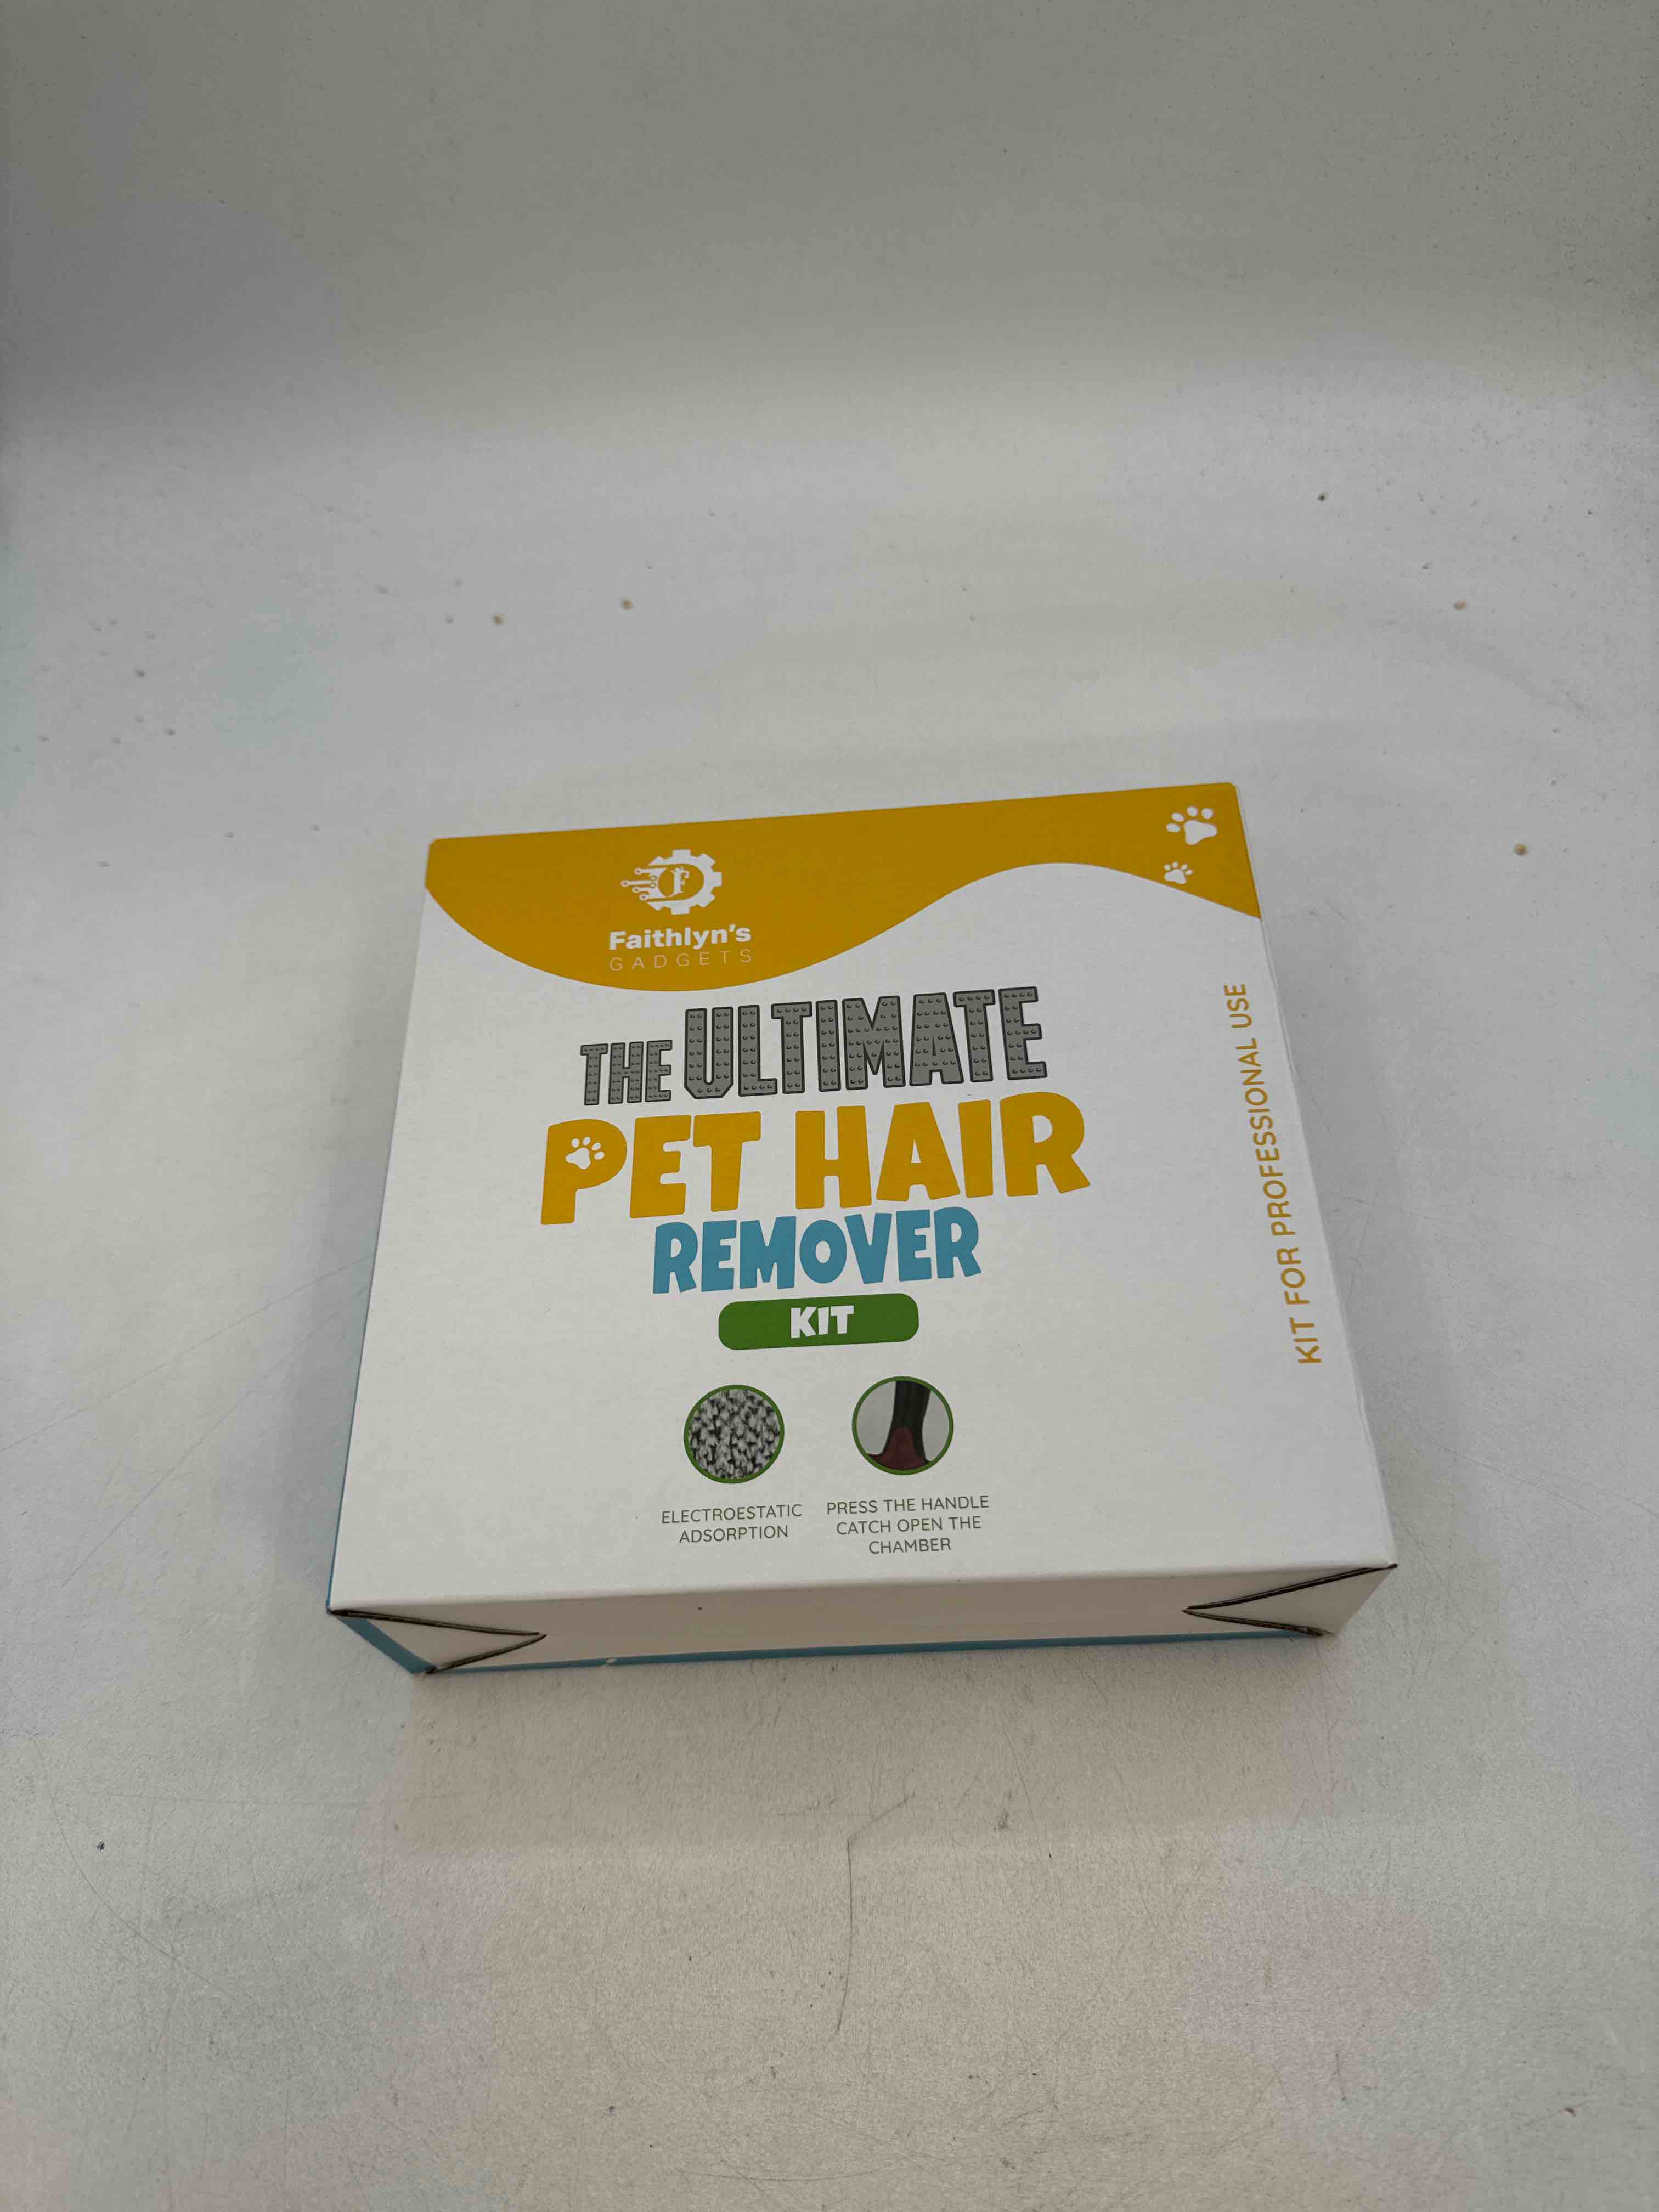 F
Faithlyn's
GADGETS
THE ULTIMATE
PET HAIR
REMOVER
KIT
ELECTROESTATIC
ADSORPTION
PRESS THE HANDLE
CATCH OPEN THE
CHAMBER
KIT FOR PROFESSIONAL USE